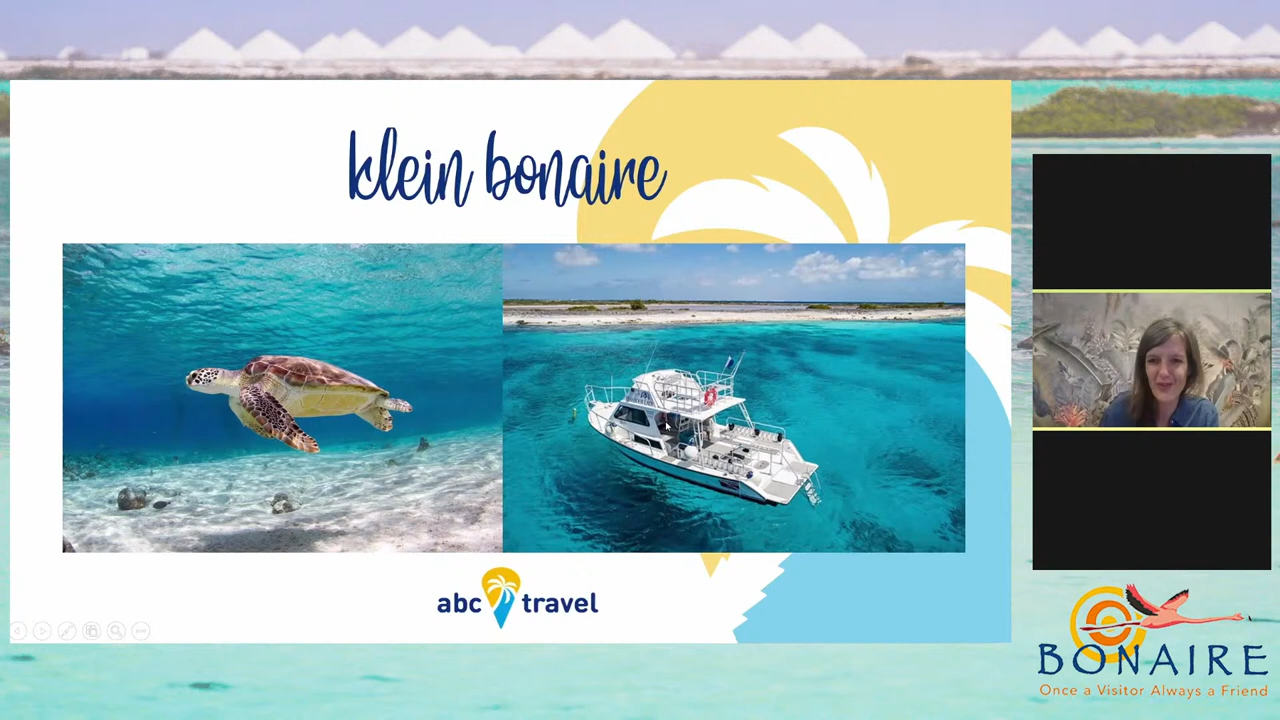 klein bonaire
abc travel
BONAIRE
Once a Visitor Always a Friend